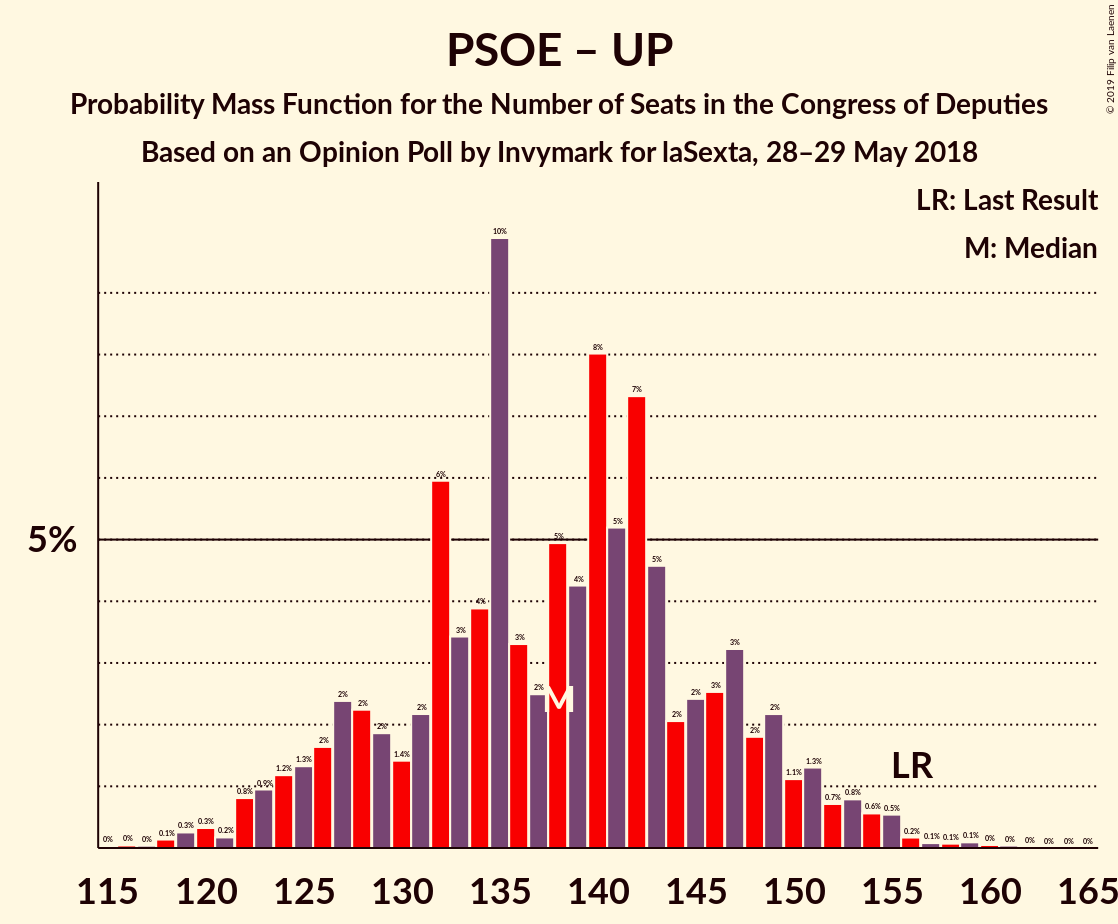 PSOE – UP
Probability Mass Function for the Number of Seats in the Congress of Deputies
Based on an Opinion Poll by Invymark for laSexta, 28–29 May 2018
© 2019 Filip van Laenen
LR: Last Result
M: Median
5%
0% 0% 0% 0.1% 0.3% 0.3% 0.2% 0.8% 0.9% 1.2% 1.3% 2% 2% 2% 2% 1.4% 2% 6% 3% 4% 10% 3% 2% 5% 4% 8% 5% 7% 5% 2% 2% 3% 3% 2% 2% 1.1% 1.3% 0.7% 0.8% 0.6% 0.5% 0.2% 0.1% 0.1% 0.1% 0% 0% 0% 0% 0% 0%
M
LR
115 120 125 130 135 140 145 150 155 160 165